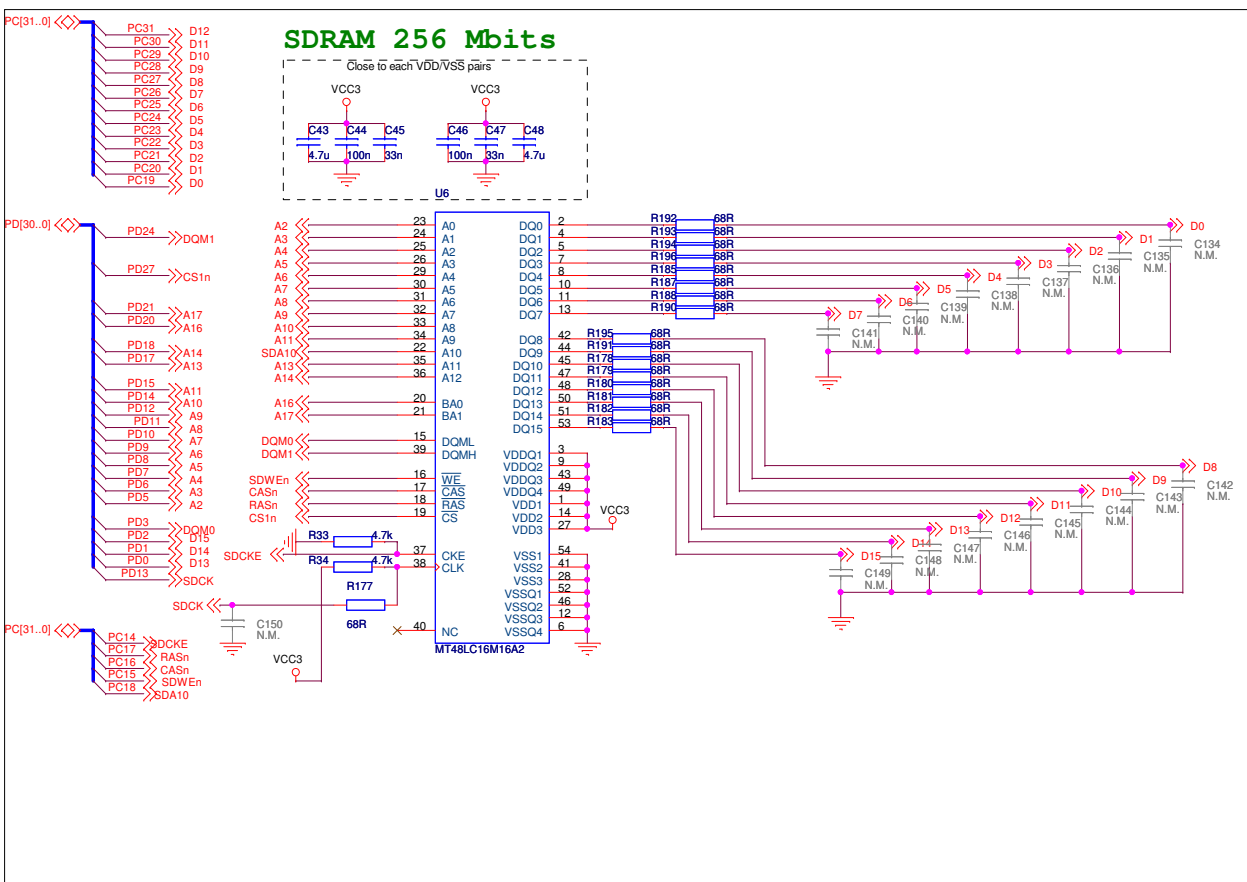 PC[31..0]
PC31 D12
PC30 D11
PC29 D10
PC28 D9
PC27 D8
PC26 D7
PC25 D6
PC24 D5
PC23 D4
PC22 D3
PC21 D2
PC20 D1
PC19 D0
SDRAM 256 Mbits
Close to each VDD/VSS pairs
VCC3 VCC3
C43 C44 C45 C46 C47 C48
4.7u 100n 33n 100n 33n 4.7u
PD[30..0]
PD24 DQM1
PD27 CS1n
PD21 A17
PD20 A16
PD18 A14
PD17 A13
PD15 A11
PD14 A10
PD12 A9
PD11 A8
PD10 A7
PD9 A6
PD8 A5
PD7 A4
PD6 A3
PD5 A2
PD3 DQM0
PD2 D15
PD1 D14
PD0 D13
PD13 SDCK
PC[31..0]
PC14 SDCKE
PC17 RASn
PC16 CASn
PC15 SDWEn
PC18 SDA10
U6
A2 23 A0
A3 24 A1
A4 25 A2
A5 26 A3
A6 29 A4
A7 30 A5
A8 31 A6
A9 32 A7
A10 33 A8
A11 34 A9
SDA10 22 A10
A13 35 A11
A14 36 A12
A16 20 BA0
A17 21 BA1
DQM0 15 DQML
DQM1 39 DQMH
SDWEn 16 WE
CASn 17 CAS
RASn 18 RAS
CS1n 19 CS
R33 4.7k
SDCKE 37 CKE
R34 4.7k
38 CLK
R177
SDCK
68R
C150
N.M.
40 NC
VCC3
MT48LC16M16A2
DQ0 2 R192 68R
DQ1 4 R193 68R
DQ2 5 R194 68R
DQ3 7 R196 68R
DQ4 8 R185 68R
DQ5 10 R187 68R
DQ6 11 R188 68R
DQ7 13 R190 68R
DQ8 42 R195 68R
DQ9 44 R191 68R
DQ10 45 R178 68R
DQ11 47 R179 68R
DQ12 48 R180 68R
DQ13 50 R181 68R
DQ14 51 R182 68R
DQ15 53 R183 68R
VDDQ1 3
VDDQ2 9
VDDQ3 43
VDDQ4 49
VDD1 1
VDD2 14
VDD3 27
VCC3
VSS1 54
VSS2 41
VSS3 28
VSSQ1 52
VSSQ2 46
VSSQ3 12
VSSQ4 6
D0
C134
N.M.
D1
C135
N.M.
D2
C136
N.M.
D3
C137
N.M.
D4
C138
N.M.
D5
C139
N.M.
D6
C140
N.M.
D7
C141
N.M.
D8
C142
N.M.
D9
C143
N.M.
D10
C144
N.M.
D11
C145
N.M.
D12
C146
N.M.
D13
C147
N.M.
D14
C148
N.M.
D15
C149
N.M.